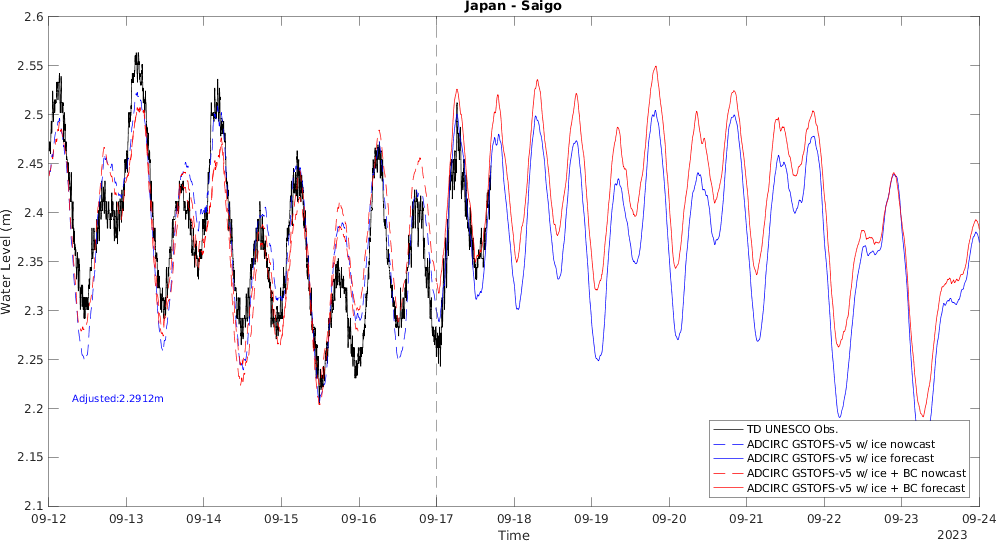 Japan - Saigo
Water Level (m)
2.6
2.55
2.5
2.45
2.4
2.35
2.3
2.25
2.2
2.15
2.1
Adjusted:2.2912m
TD UNESCO Obs.
ADCIRC GSTOFS-v5 w/ ice nowcast
ADCIRC GSTOFS-v5 w/ ice forecast
ADCIRC GSTOFS-v5 w/ ice + BC nowcast
ADCIRC GSTOFS-v5 w/ ice + BC forecast
09-12 09-13 09-14 09-15 09-16 09-17 09-18 09-19 09-20 09-21 09-22 09-23 09-24
Time
2023